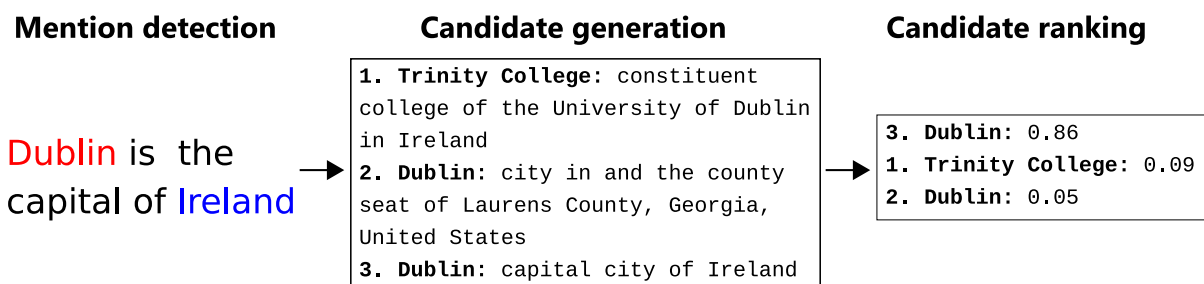 Mention detection
Dublin is the
capital of Ireland
Candidate generation
1. Trinity College: constituent
college of the University of Dublin
in Ireland
2. Dublin: city in and the county
seat of Laurens County, Georgia,
United States
3. Dublin: capital city of Ireland
Candidate ranking
3. Dublin: 0.86
1. Trinity College: 0.09
2. Dublin: 0.05